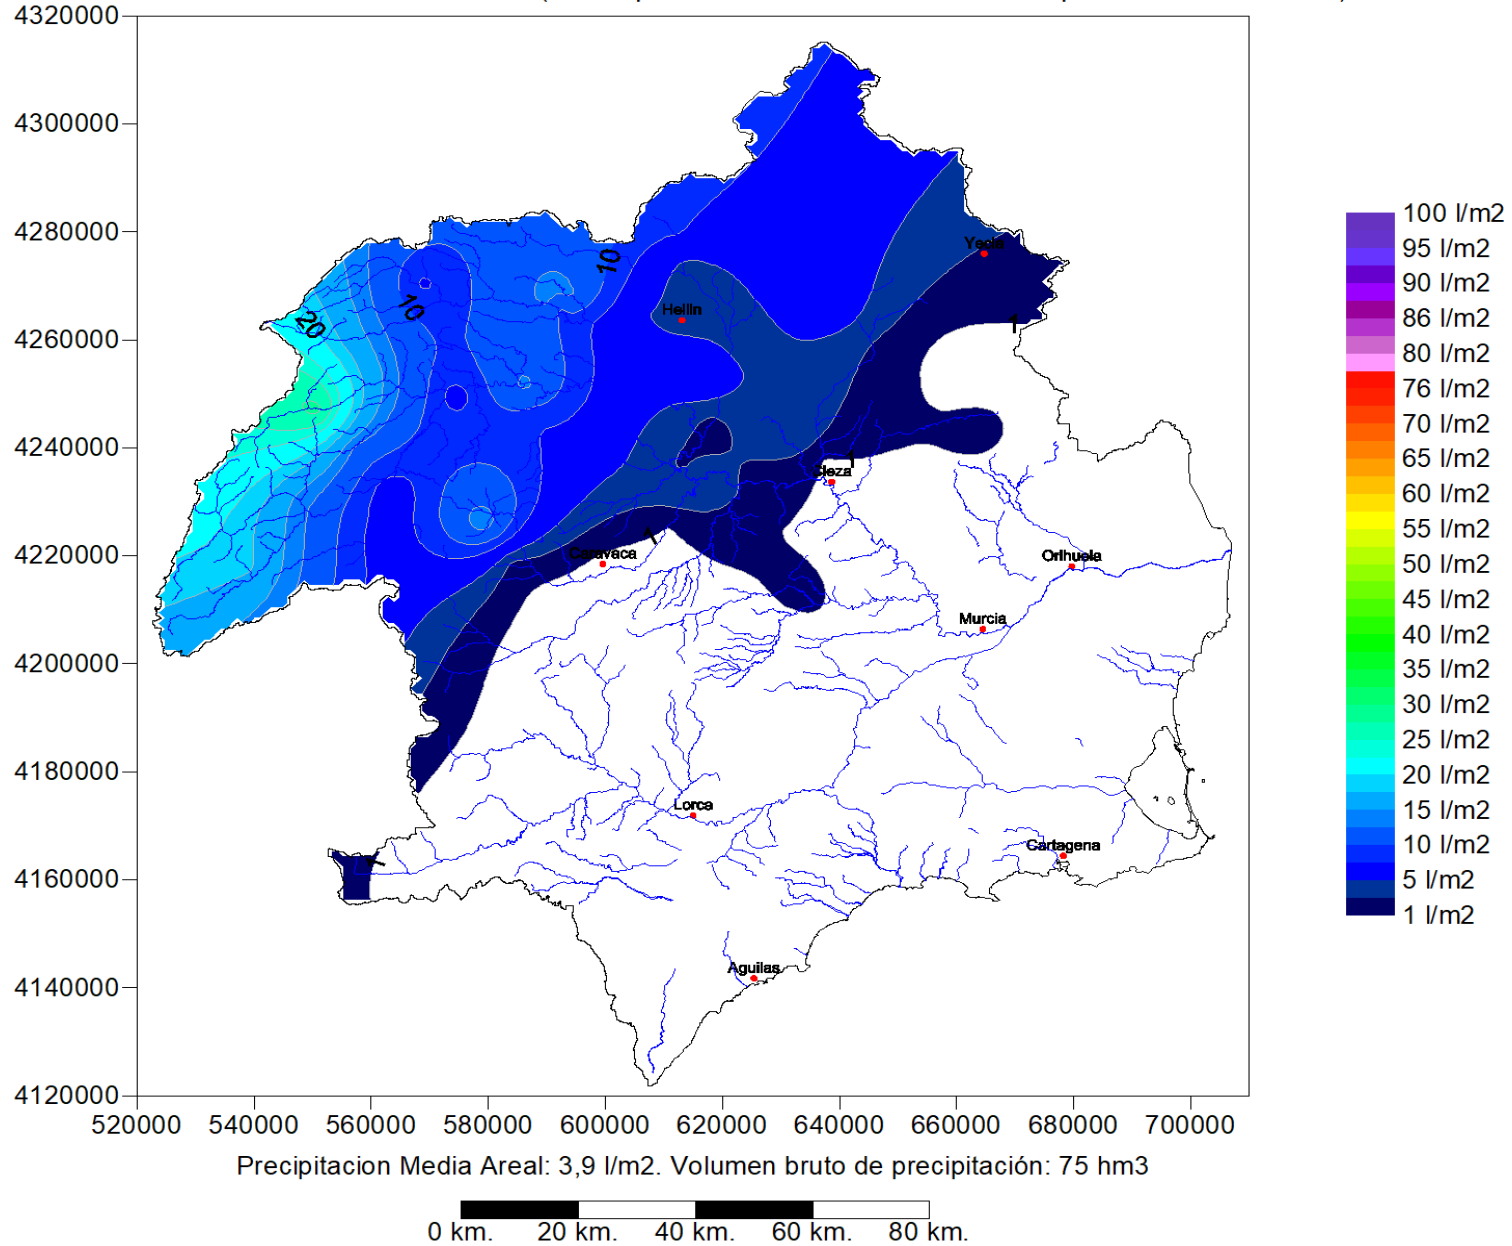 4320000
4300000
4280000
4260000
4240000
4220000
4200000
4180000
4160000
4140000
4120000
520000 540000 560000 580000 600000 620000 640000 660000 680000 700000
10
10
20
Yecla
Hellin
1
1
Cieza
1
Caravaca
Orihuela
Murcia
Lorca
Cartagena
1
Aguilas
100 l/m2
95 l/m2
90 l/m2
86 l/m2
80 l/m2
76 l/m2
70 l/m2
65 l/m2
60 l/m2
55 l/m2
50 l/m2
45 l/m2
40 l/m2
35 l/m2
30 l/m2
25 l/m2
20 l/m2
15 l/m2
10 l/m2
5 l/m2
1 l/m2
Precipitacion Media Areal: 3,9 l/m2. Volumen bruto de precipitación: 75 hm3
0 km. 20 km. 40 km. 60 km. 80 km.